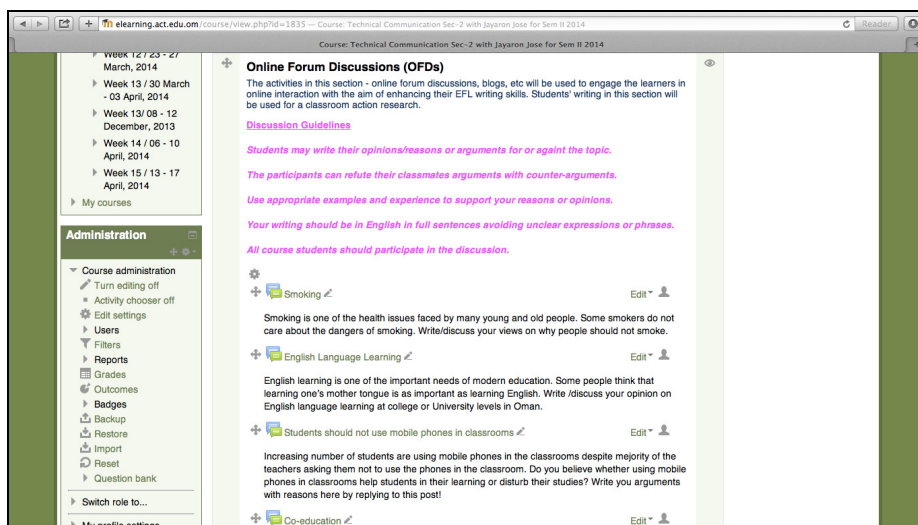 elearning.act.edu.om/course/view.php?id=1835 — Course: Technical Communication Sec-2 with Jayaron Jose for Sem II 2014
Reader
Course: Technical Communication Sec-2 with Jayaron Jose for Sem II 2014
Week 12 / 23 - 27
March, 2014
Week 13 / 30 March
- 03 April, 2014
Week 13/ 08 - 12
December, 2013
Week 14 / 06 - 10
April, 2014
Week 15 / 13 - 17
April, 2014
My courses
Administration
Course administration
Turn editing off
Activity chooser off
Edit settings
Users
Filters
Reports
Grades
Outcomes
Badges
Backup
Restore
Import
Reset
Question bank
Switch role to...
My profile settings
Online Forum Discussions (OFDs)
The activities in this section - online forum discussions, blogs, etc will be used to engage the learners in
online interaction with the aim of enhancing their EFL writing skills. Students' writing in this section will
be used for a classroom action research.
Discussion Guidelines
Students may write their opinions/reasons or arguments for or againt the topic.
The participants can refute their classmates arguments with counter-arguments.
Use appropriate examples and experience to support your reasons or opinions.
Your writing should be in English in full sentences avoiding unclear expressions or phrases.
All course students should participate in the discussion.
Smoking
Edit
Smoking is one of the health issues faced by many young and old people. Some smokers do not
care about the dangers of smoking. Write/discuss your views on why people should not smoke.
English Language Learning
Edit
English learning is one of the important needs of modern education. Some people think that
learning one's mother tongue is as important as learning English. Write /discuss your opinion on
English language learning at college or University levels in Oman.
Students should not use mobile phones in classrooms
Edit
Increasing number of students are using mobile phones in the classrooms despite mejority of the
teachers asking them not to use the phones in the classroom. Do you believe whether using mobile
phones in classrooms help students in their learning or disturb their studies? Write you arguments
with reasons here by replying to this post!
Co-education
Edit